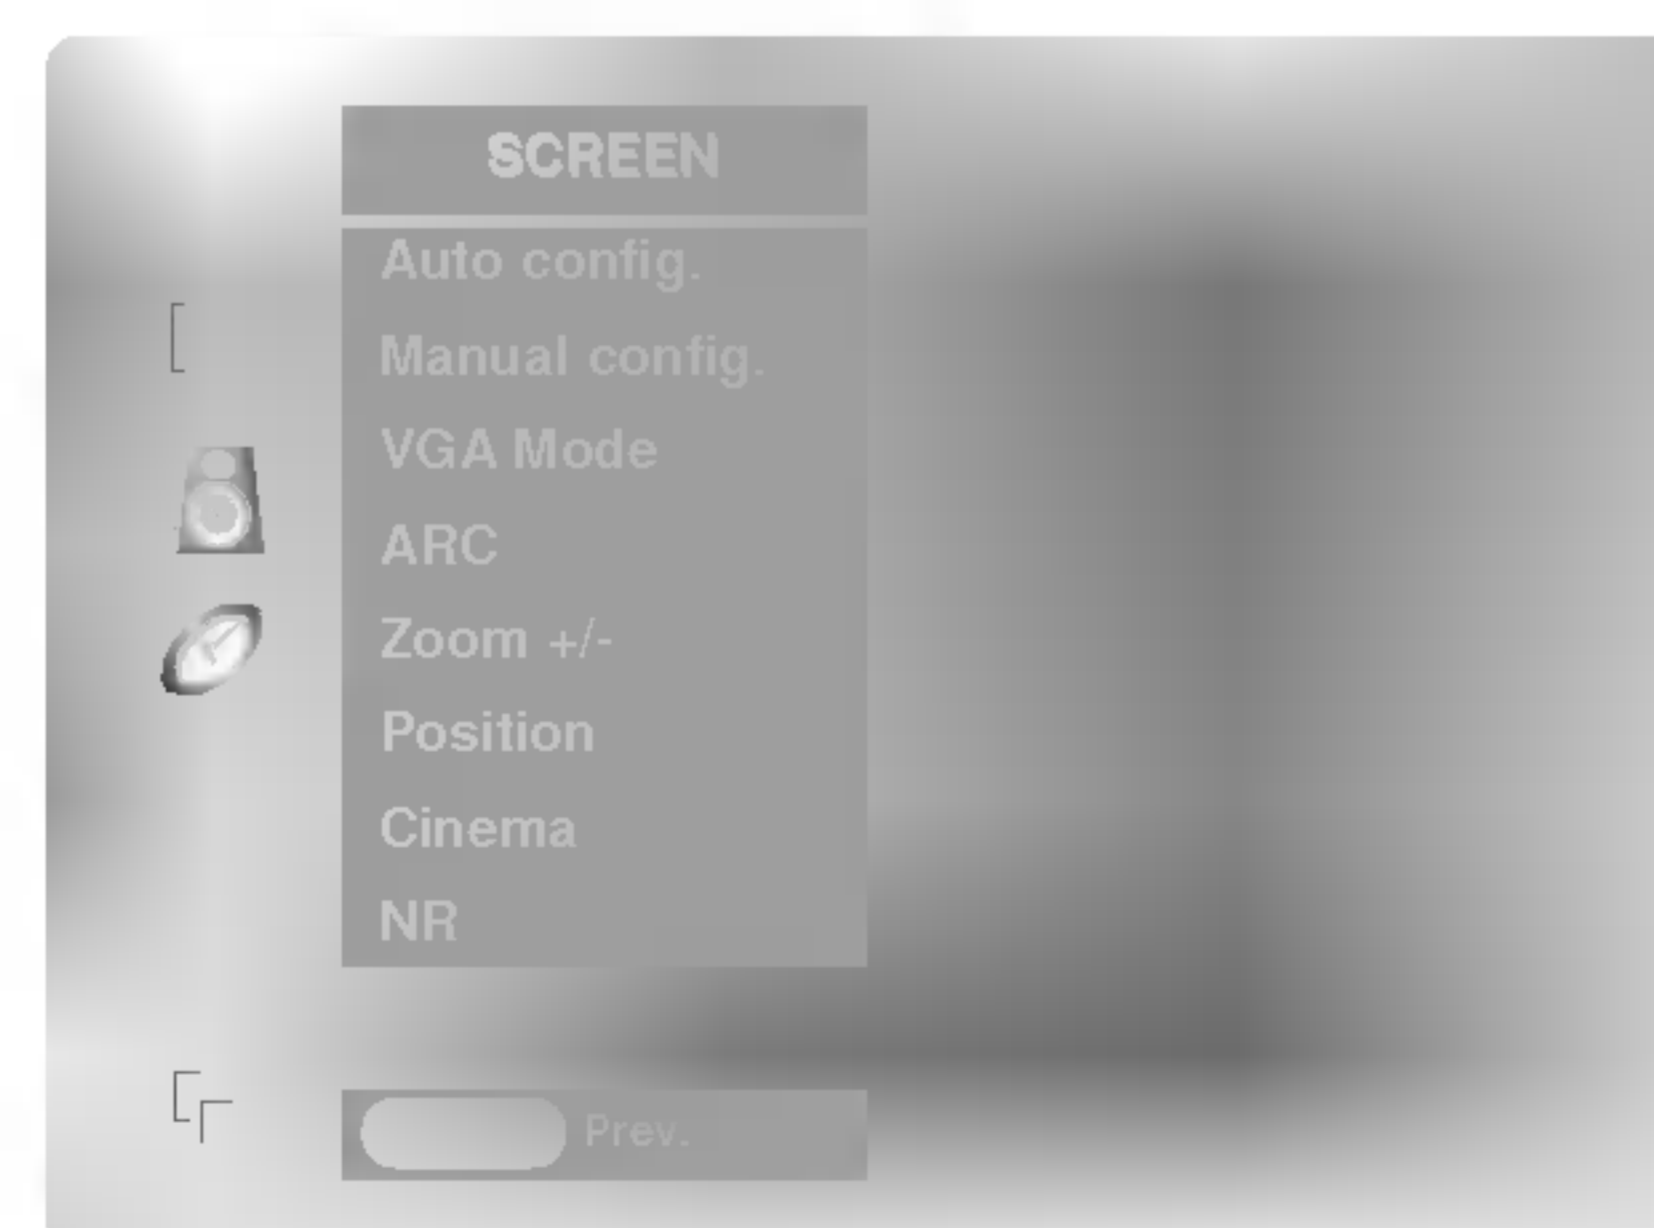 SCREEN
Auto config.
Manual config.
VGA Mode
ARC
Zoom +/-
Position
Cinema
NR
Prev.